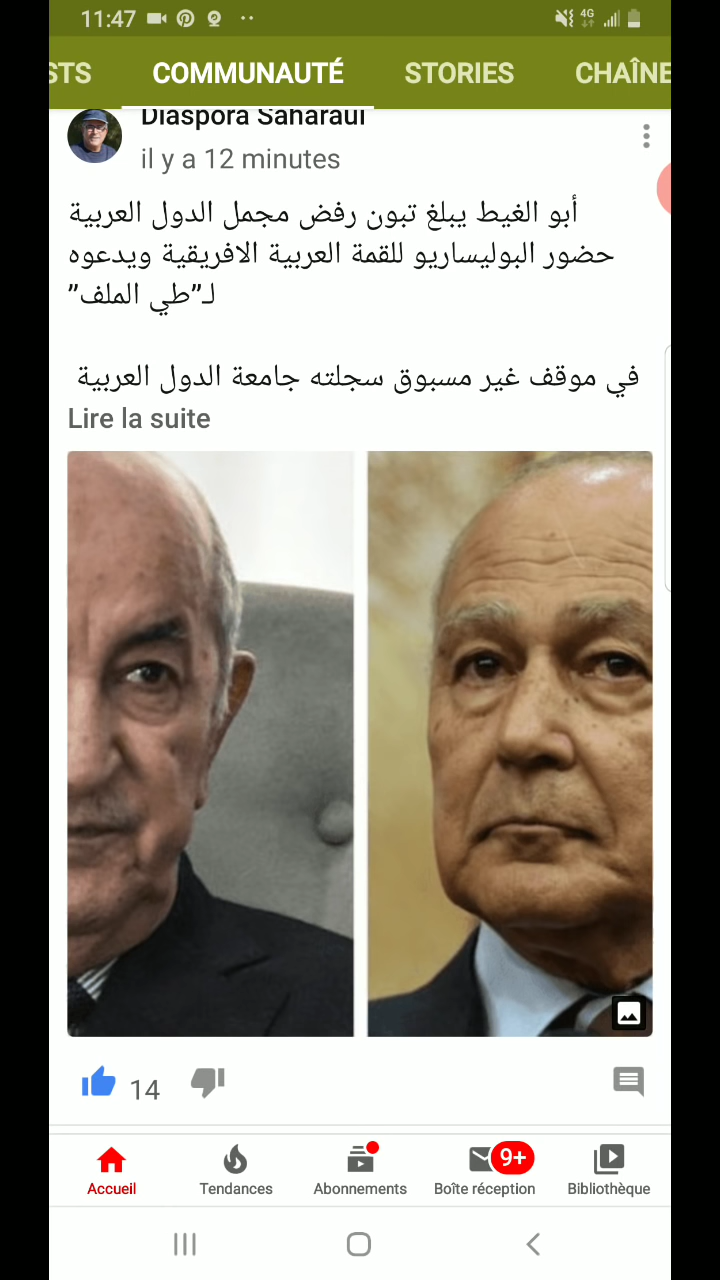 11:47
4G
STS COMMUNAUTÉ STORIES CHAÎNE
Diaspora Saharaui
il y a 12 minutes
أبو الغيط يبلغ تبون رفض مجمل الدول العربية
حضور البوليساريو للقمة العربية الافريقية ويدعوه
لـ”طي الملف”
في موقف غير مسبوق سجلته جامعة الدول العربية
Lire la suite
14
9+
Accueil Tendances Abonnements Boîte réception Bibliothèque